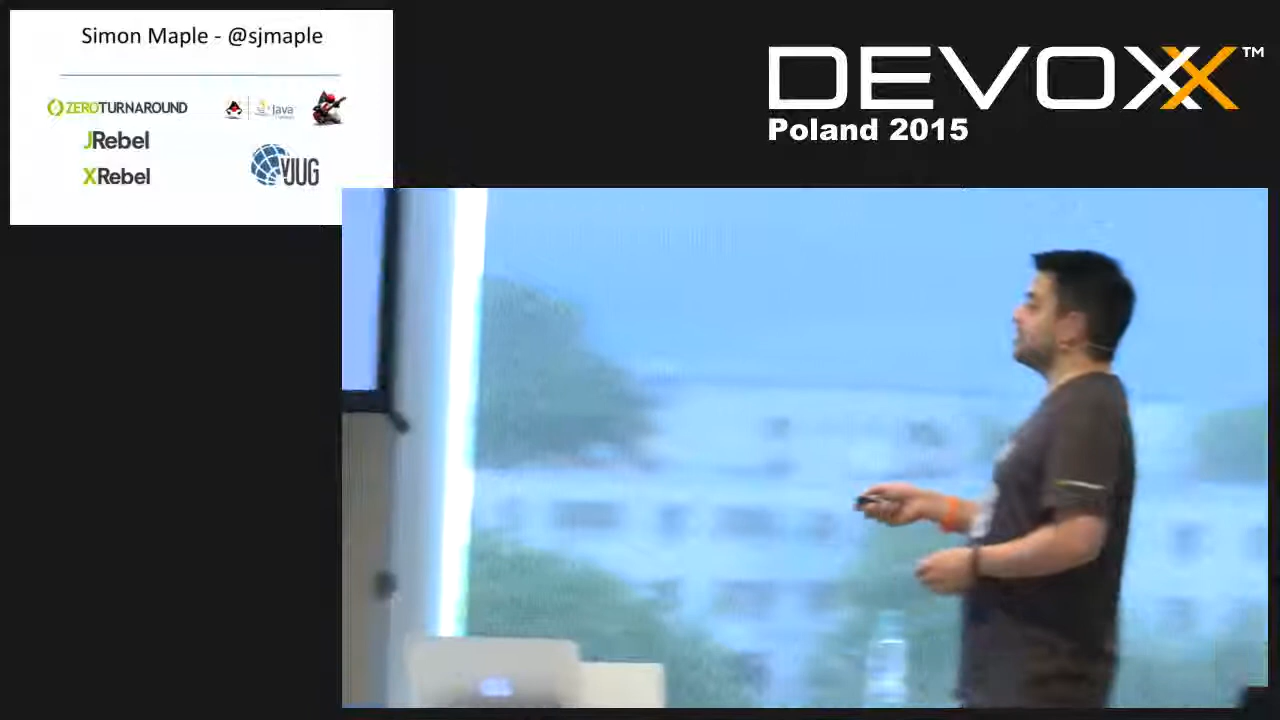 Simon Maple - @sjmaple
ZEROTURNAROUND
Java
JRebel
vJUG
XRebel
DEVOXX™
Poland 2015